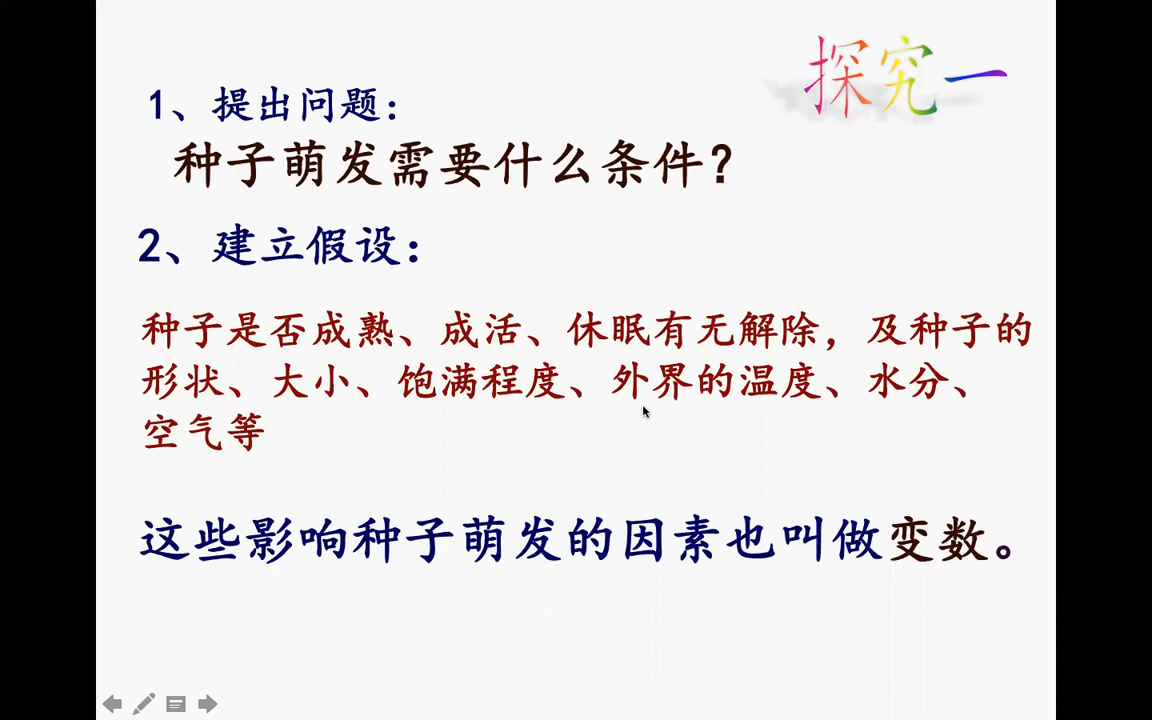 探究一
1、提出问题：
种子萌发需要什么条件？
2、建立假设：
种子是否成熟、成活、休眠有无解除，及种子的
形状、大小、饱满程度、外界的温度、水分、
空气等
这些影响种子萌发的因素也叫做变数。